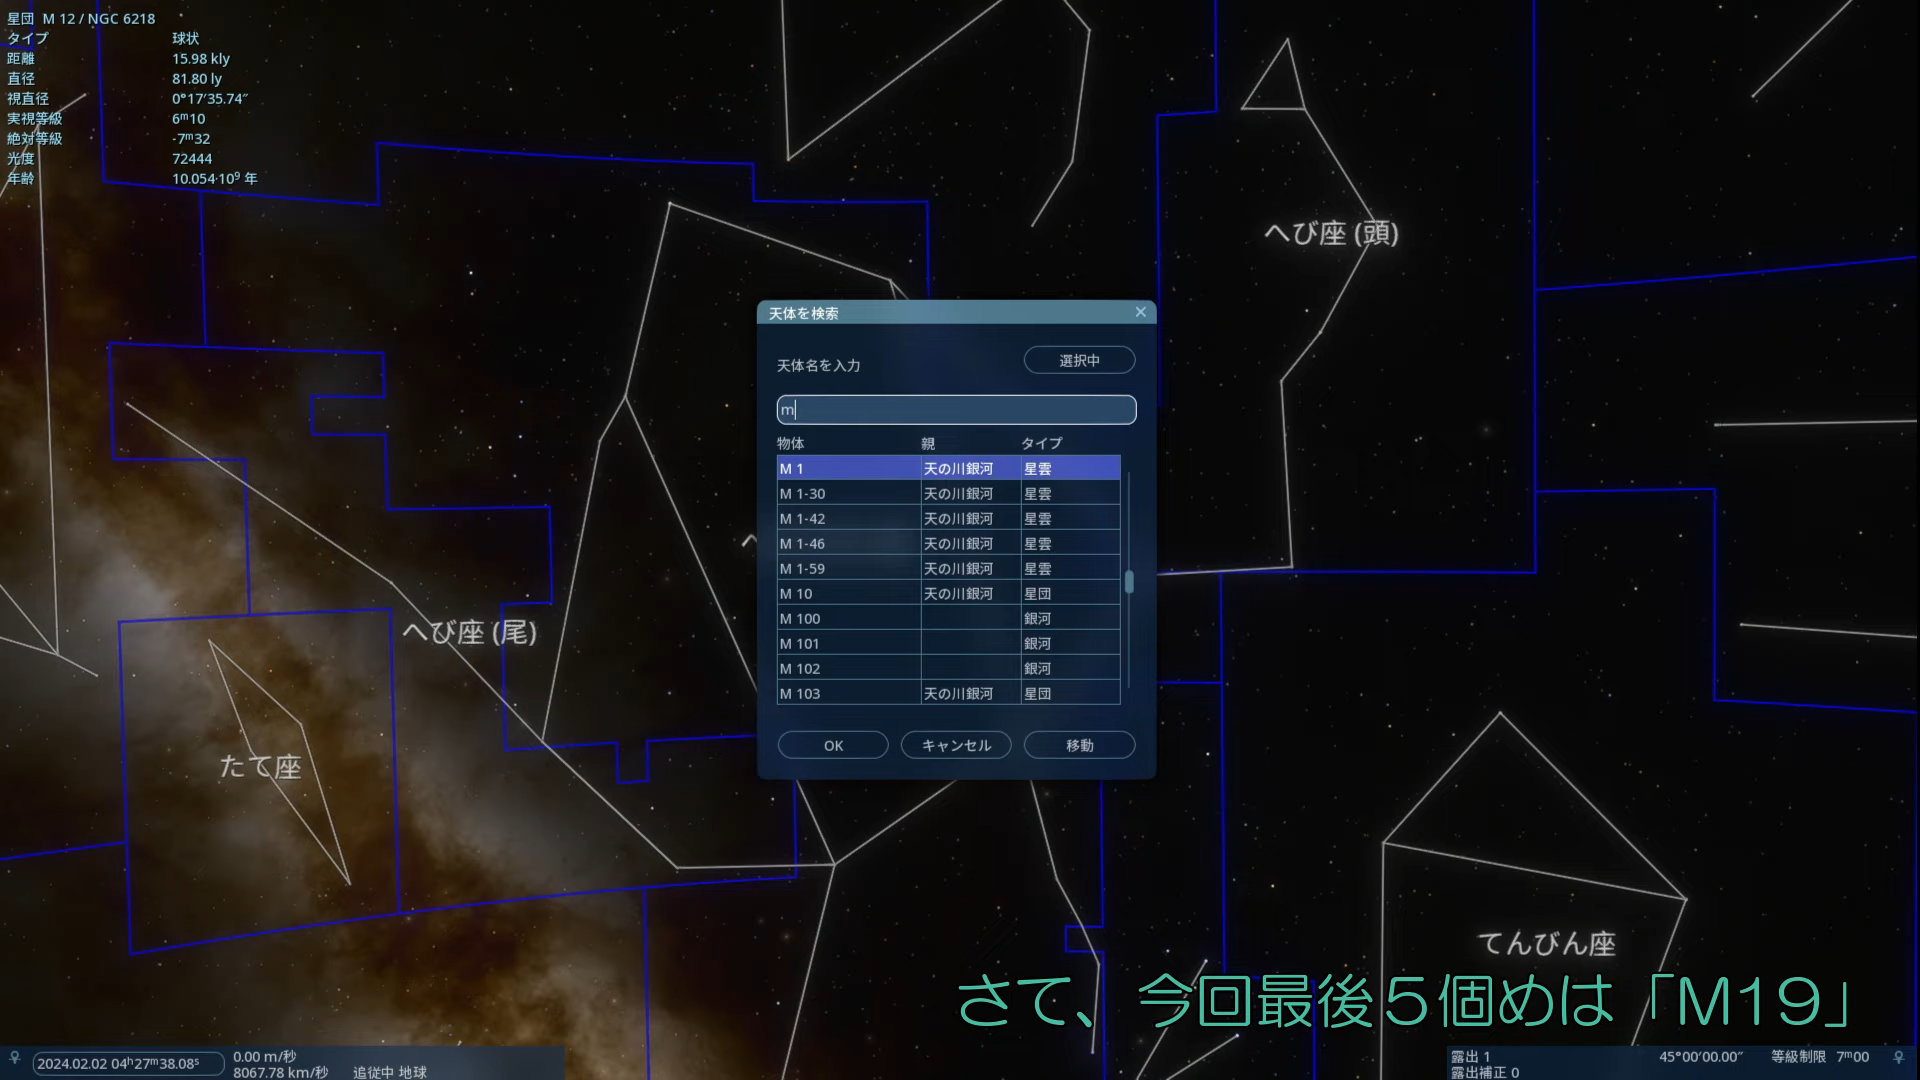 星団 M 12 / NGC 6218
タイプ 球状
距離 15.98 kly
直径 81.80 ly
視直径 0°17′35.74″
実視等級 6ᵐ10
絶対等級 -7ᵐ32
光度 72444
年齢 10.054·10⁹ 年
へび座 (頭)
天体を検索
天体名を入力 選択中
m
物体 親 タイプ
M 1 天の川銀河 星雲
M 1-30 天の川銀河 星雲
M 1-42 天の川銀河 星雲
M 1-46 天の川銀河 星雲
M 1-59 天の川銀河 星雲
M 10 天の川銀河 星団
M 100 銀河
M 101 銀河
M 102 銀河
M 103 天の川銀河 星団
OK キャンセル 移動
へび座 (尾)
たて座
てんびん座
さて、今回最後5個めは「M19」
2024.02.02 04ʰ27ᵐ38.08ˢ
0.00 m/秒
8067.78 km/秒 追従中 地球
露出 1 45°00′00.00″ 等級制限 7ᵐ00
露出補正 0